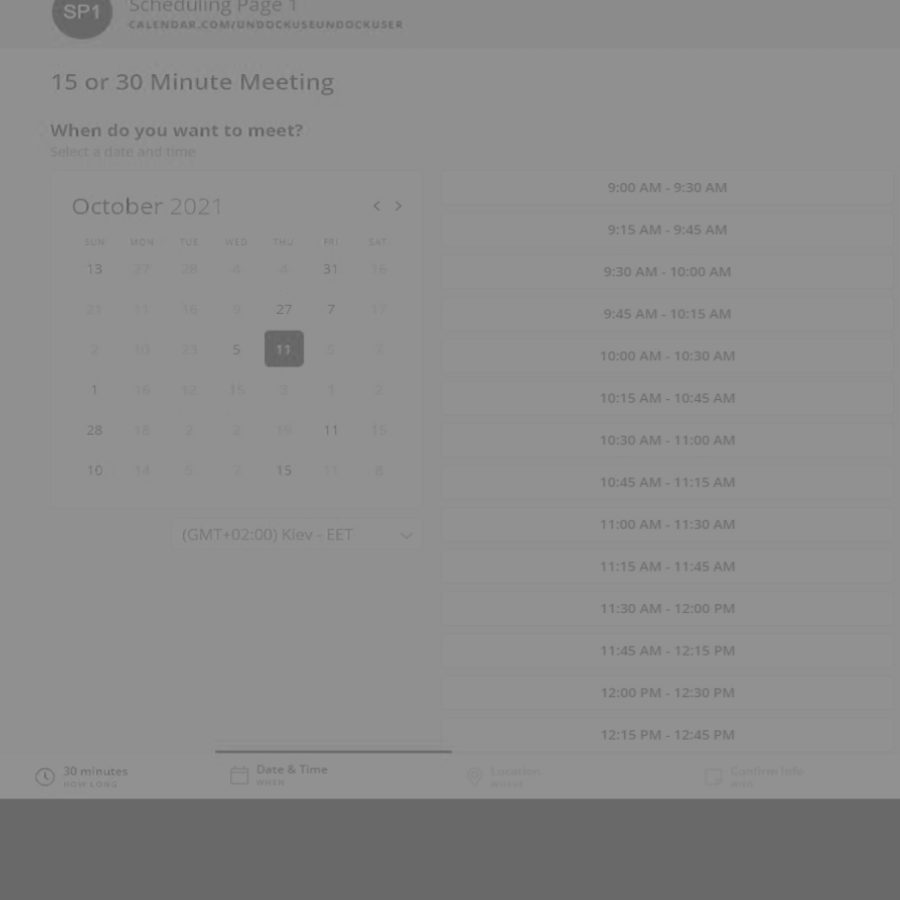 SP1
Scheduling Page 1
CALENDAR.COM/UNDOCKUSEUNDOCKUSER
15 or 30 Minute Meeting
When do you want to meet?
Select a date and time
October 2021
SUN MON TUE WED THU FRI SAT
13 27 28 4 4 31 16
21 11 16 9 27 7 17
2 10 23 5 11 5 7
1 16 12 15 3 1 2
28 18 2 2 19 11 15
10 14 5 7 15 11 8
(GMT+02:00) Kiev - EET
9:00 AM - 9:30 AM
9:15 AM - 9:45 AM
9:30 AM - 10:00 AM
9:45 AM - 10:15 AM
10:00 AM - 10:30 AM
10:15 AM - 10:45 AM
10:30 AM - 11:00 AM
10:45 AM - 11:15 AM
11:00 AM - 11:30 AM
11:15 AM - 11:45 AM
11:30 AM - 12:00 PM
11:45 AM - 12:15 PM
12:00 PM - 12:30 PM
12:15 PM - 12:45 PM
30 minutes
HOW LONG
Date & Time
WHEN
Location
Confirm Info